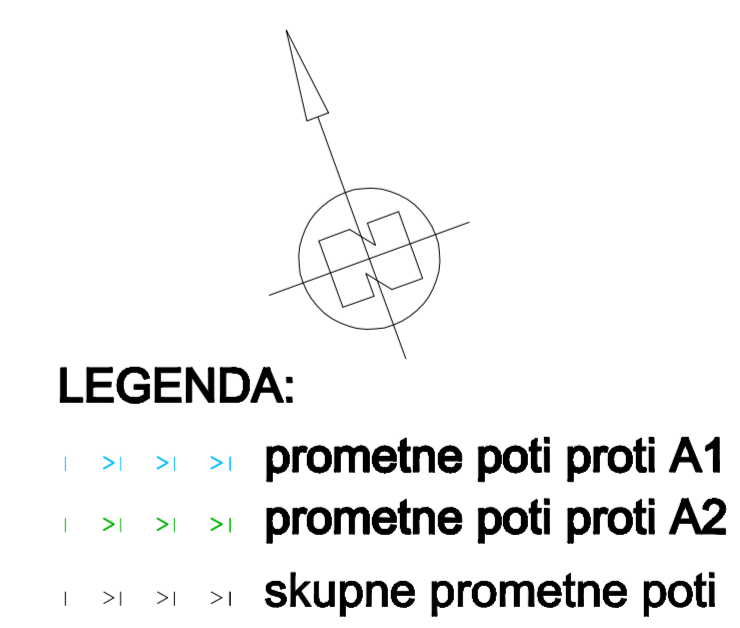 N
LEGENDA:
prometne poti proti A1
prometne poti proti A2
skupne prometne poti